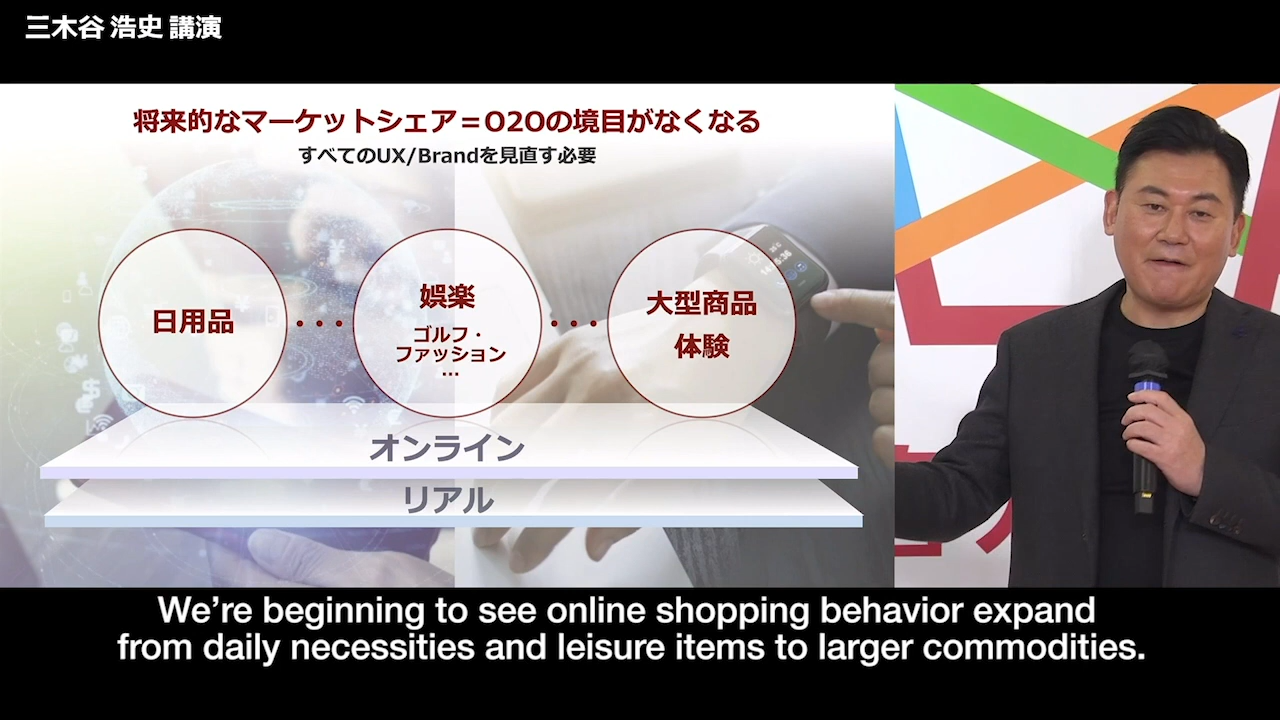 三木谷 浩史 講演
将来的なマーケットシェア＝O2Oの境目がなくなる
すべてのUX/Brandを見直す必要
日用品
・・・
娯楽
ゴルフ・
ファッション
…
・・・
大型商品
体験
オンライン
リアル
We're beginning to see online shopping behavior expand
from daily necessities and leisure items to larger commodities.